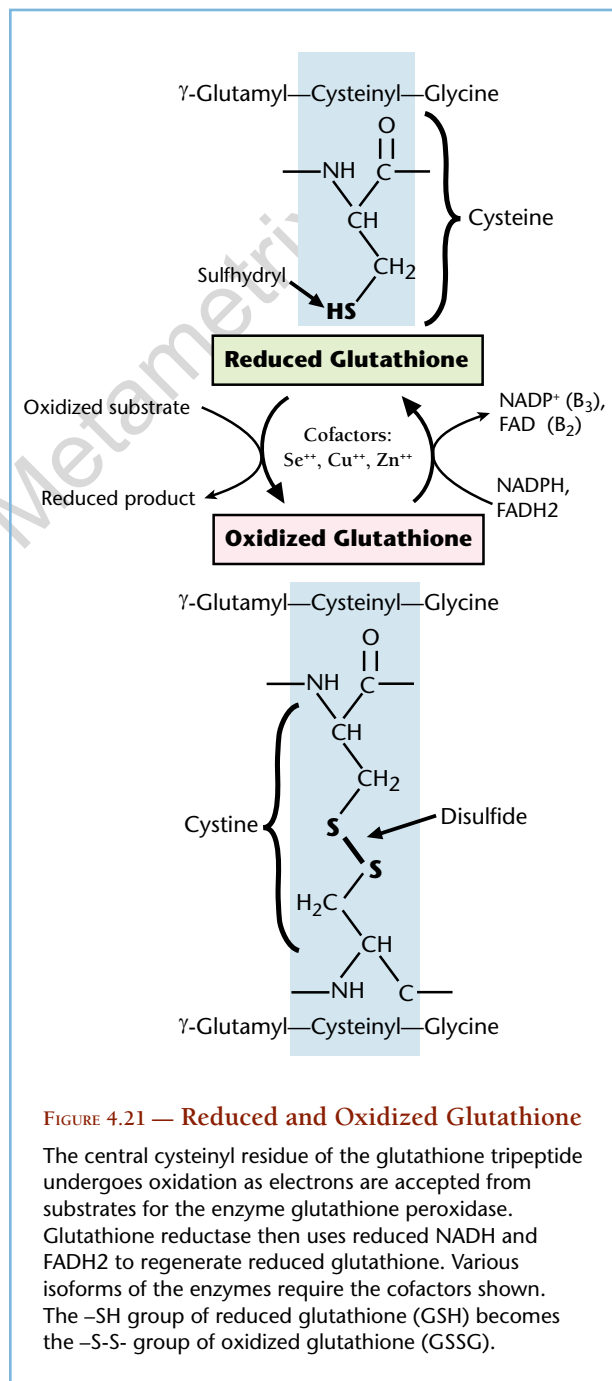 γ-Glutamyl—Cysteinyl—Glycine
O
NH C
CH
Cysteine
CH2
Sulfhydryl
HS
Metametrix
Reduced Glutathione
Oxidized substrate
Cofactors:
Se++, Cu++, Zn++
NADP+ (B3),
FAD (B2)
Reduced product
NADPH,
FADH2
Oxidized Glutathione
γ-Glutamyl—Cysteinyl—Glycine
O
NH C
CH
CH2
Cystine
S
Disulfide
S
H2C
CH
NH C
γ-Glutamyl—Cysteinyl—Glycine
FIGURE 4.21 — Reduced and Oxidized Glutathione
The central cysteinyl residue of the glutathione tripeptide
undergoes oxidation as electrons are accepted from
substrates for the enzyme glutathione peroxidase.
Glutathione reductase then uses reduced NADH and
FADH2 to regenerate reduced glutathione. Various
isoforms of the enzymes require the cofactors shown.
The –SH group of reduced glutathione (GSH) becomes
the –S-S- group of oxidized glutathione (GSSG).